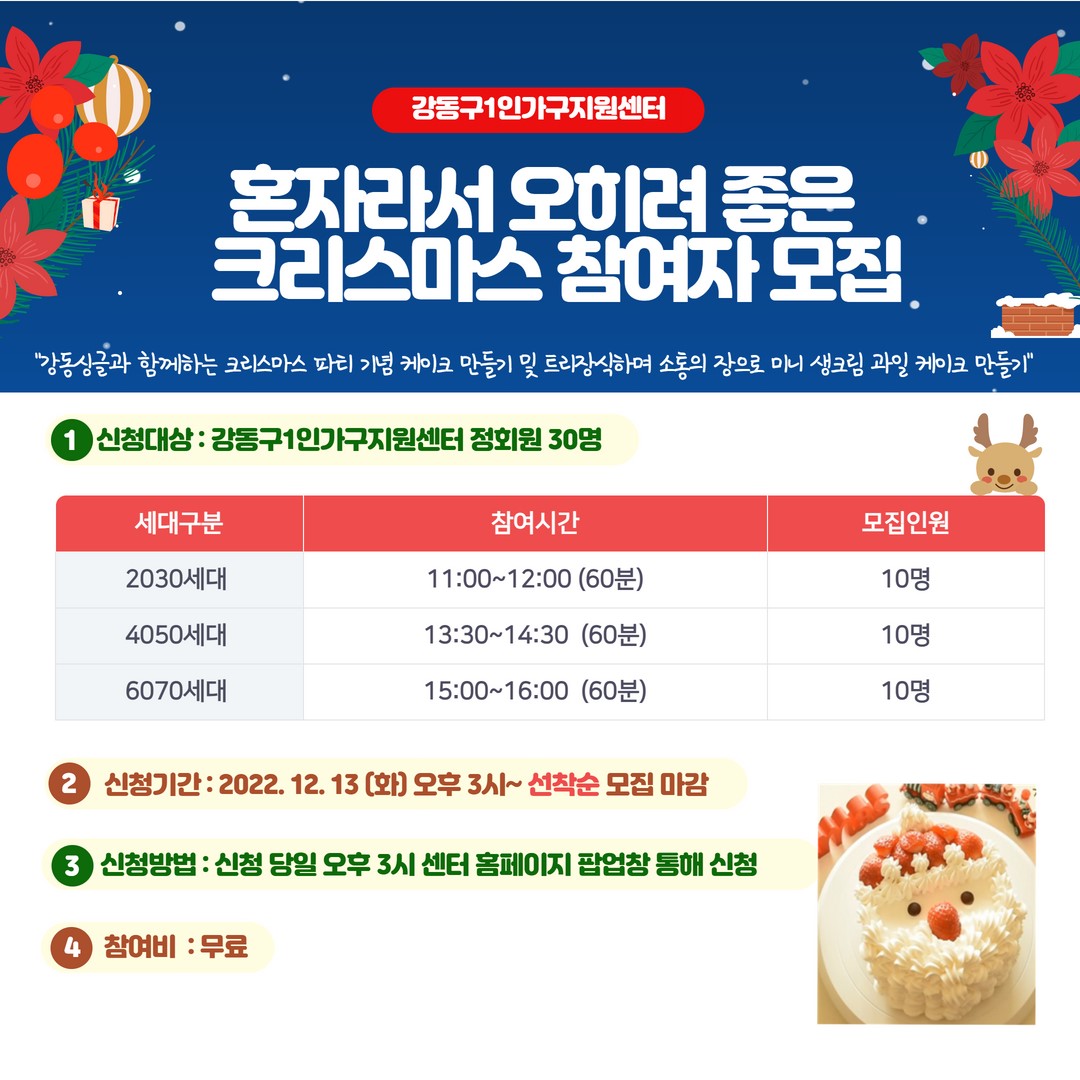 강동구1인가구지원센터
혼자라서 오히려 좋은
크리스마스 참여자 모집
"강동싱글과 함께하는 크리스마스 파티 기념 케이크 만들기 및 트리장식하며 소통의 장으로 미니 생크림 과일 케이크 만들기"
1 신청대상 : 강동구1인가구지원센터 정회원 30명
세대구분 참여시간 모집인원
2030세대 11:00~12:00 (60분) 10명
4050세대 13:30~14:30 (60분) 10명
6070세대 15:00~16:00 (60분) 10명
2 신청기간 : 2022. 12. 13 (화) 오후 3시~ 선착순 모집 마감
3 신청방법 : 신청 당일 오후 3시 센터 홈페이지 팝업창 통해 신청
4 참여비 : 무료